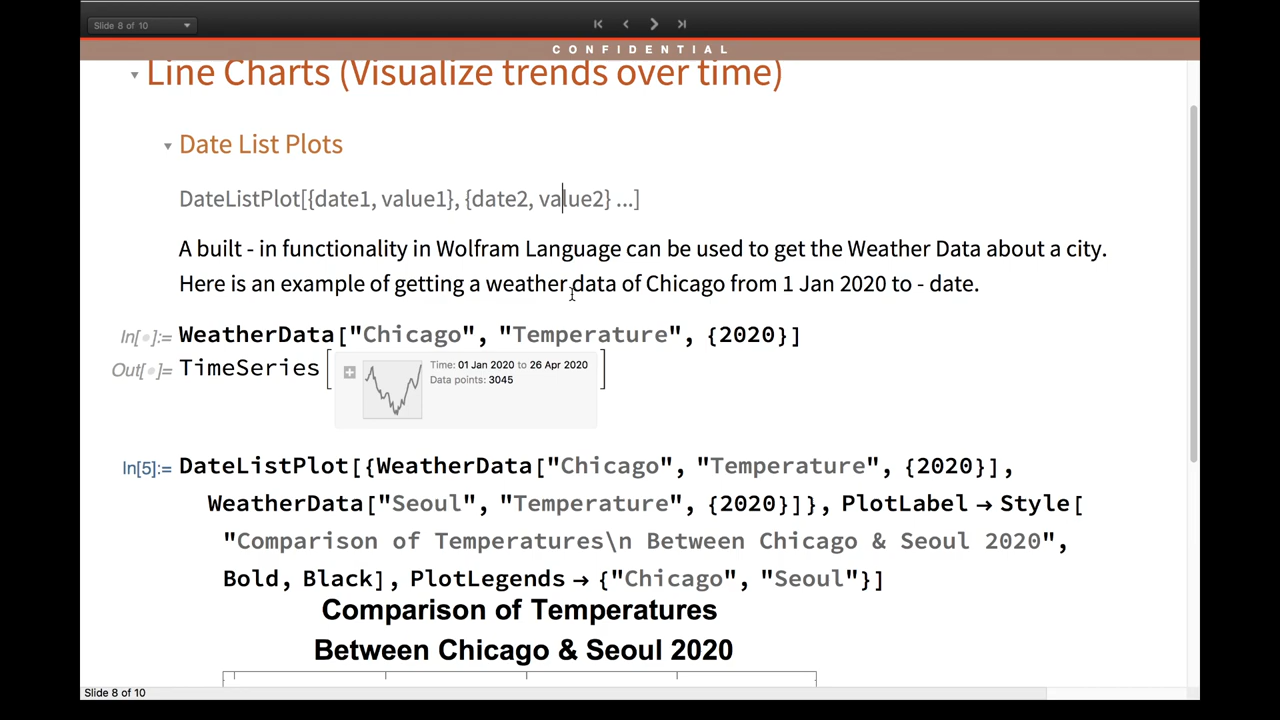 Slide 8 of 10
CONFIDENTIAL
Line Charts (Visualize trends over time)
Date List Plots
DateListPlot[{date1, value1}, {date2, value2} ...]
A built - in functionality in Wolfram Language can be used to get the Weather Data about a city.
Here is an example of getting a weather data of Chicago from 1 Jan 2020 to - date.
In[•]:= WeatherData["Chicago", "Temperature", {2020}]
Out[•]= TimeSeries[
Time: 01 Jan 2020 to 26 Apr 2020
Data points: 3045
]
In[5]:= DateListPlot[{WeatherData["Chicago", "Temperature", {2020}],
WeatherData["Seoul", "Temperature", {2020}]}, PlotLabel → Style[
"Comparison of Temperatures\n Between Chicago & Seoul 2020",
Bold, Black], PlotLegends → {"Chicago", "Seoul"}]
Comparison of Temperatures
Between Chicago & Seoul 2020
Slide 8 of 10